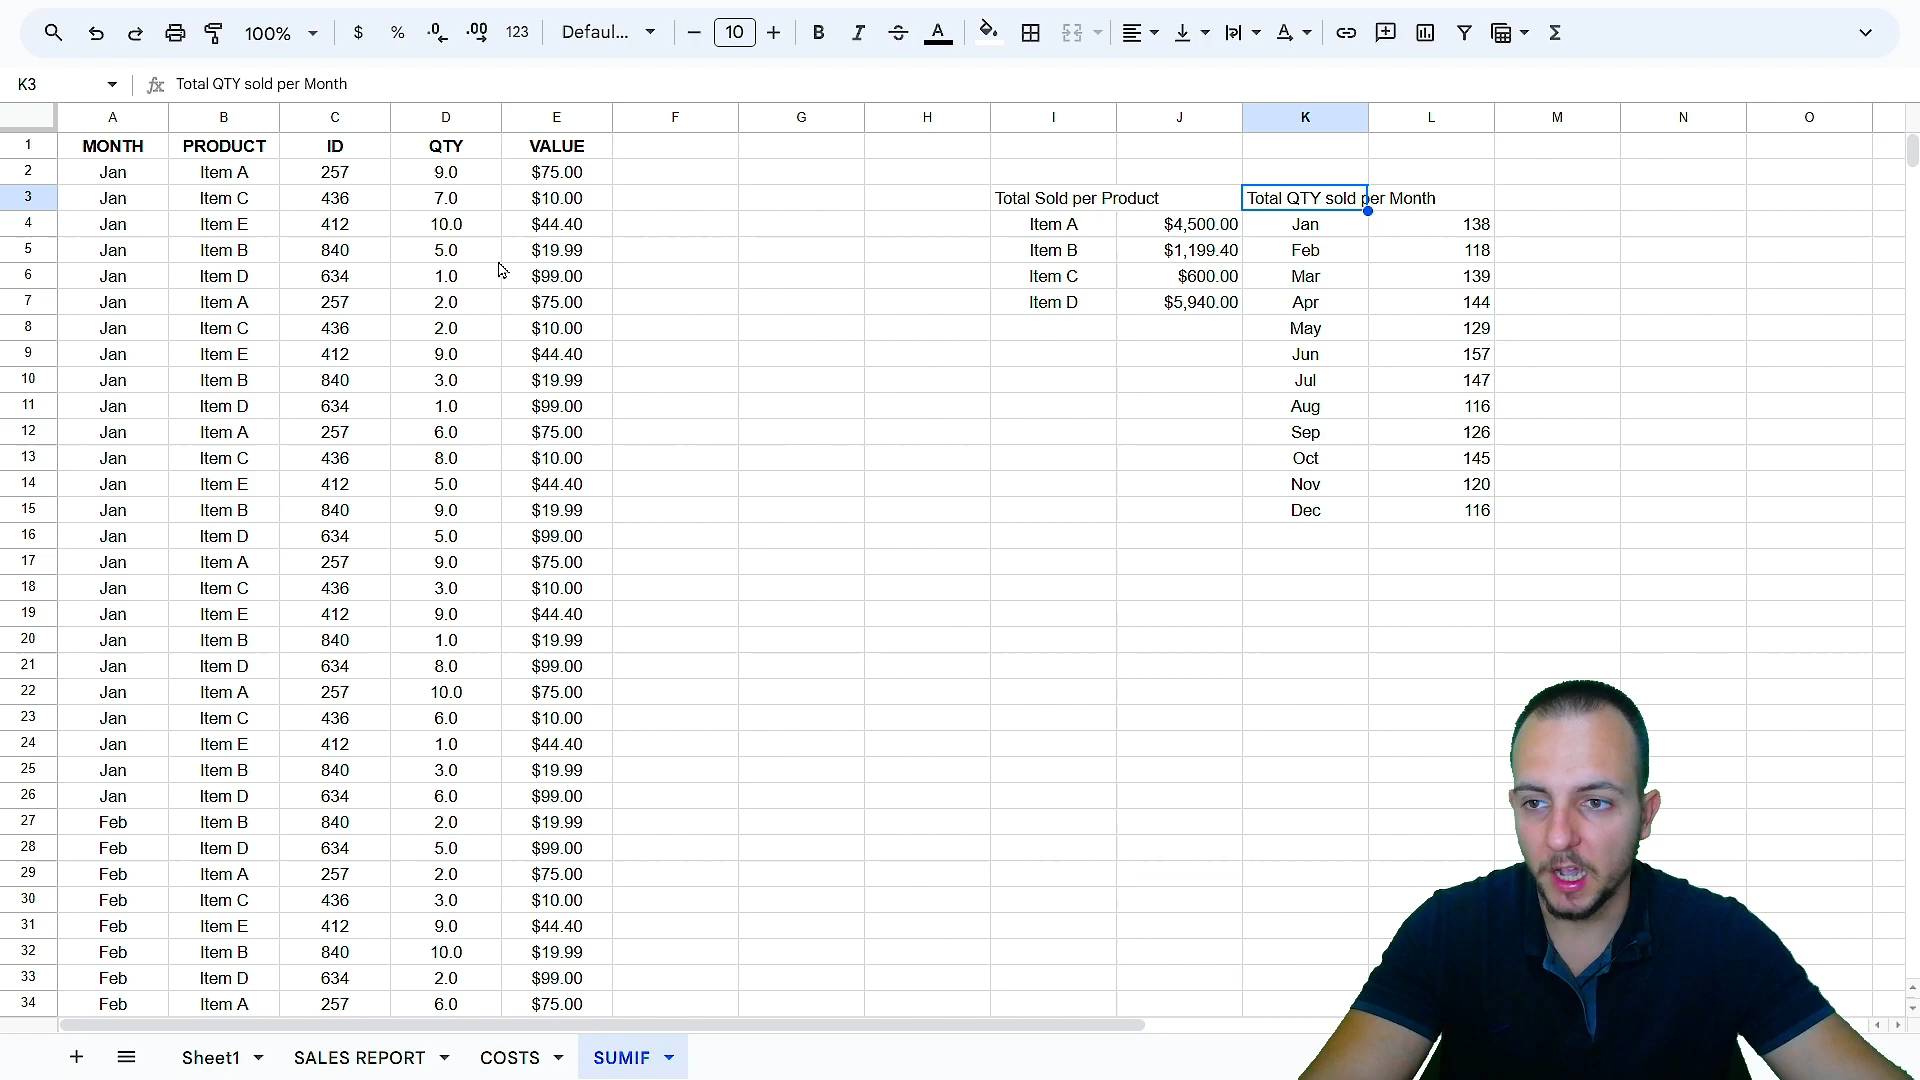 100% $ % .0 .00 123 Defaul... 10 B I A Σ
K3 fx Total QTY sold per Month
A B C D E F G H I J K L M N O
1 MONTH PRODUCT ID QTY VALUE
2 Jan Item A 257 9.0 $75.00
3 Jan Item C 436 7.0 $10.00 Total Sold per Product Total QTY sold per Month
4 Jan Item E 412 10.0 $44.40 Item A $4,500.00 Jan 138
5 Jan Item B 840 5.0 $19.99 Item B $1,199.40 Feb 118
6 Jan Item D 634 1.0 $99.00 Item C $600.00 Mar 139
7 Jan Item A 257 2.0 $75.00 Item D $5,940.00 Apr 144
8 Jan Item C 436 2.0 $10.00 May 129
9 Jan Item E 412 9.0 $44.40 Jun 157
10 Jan Item B 840 3.0 $19.99 Jul 147
11 Jan Item D 634 1.0 $99.00 Aug 116
12 Jan Item A 257 6.0 $75.00 Sep 126
13 Jan Item C 436 8.0 $10.00 Oct 145
14 Jan Item E 412 5.0 $44.40 Nov 120
15 Jan Item B 840 9.0 $19.99 Dec 116
16 Jan Item D 634 5.0 $99.00
17 Jan Item A 257 9.0 $75.00
18 Jan Item C 436 3.0 $10.00
19 Jan Item E 412 9.0 $44.40
20 Jan Item B 840 1.0 $19.99
21 Jan Item D 634 8.0 $99.00
22 Jan Item A 257 10.0 $75.00
23 Jan Item C 436 6.0 $10.00
24 Jan Item E 412 1.0 $44.40
25 Jan Item B 840 3.0 $19.99
26 Jan Item D 634 6.0 $99.00
27 Feb Item B 840 2.0 $19.99
28 Feb Item D 634 5.0 $99.00
29 Feb Item A 257 2.0 $75.00
30 Feb Item C 436 3.0 $10.00
31 Feb Item E 412 9.0 $44.40
32 Feb Item B 840 10.0 $19.99
33 Feb Item D 634 2.0 $99.00
34 Feb Item A 257 6.0 $75.00
Sheet1 SALES REPORT COSTS SUMIF